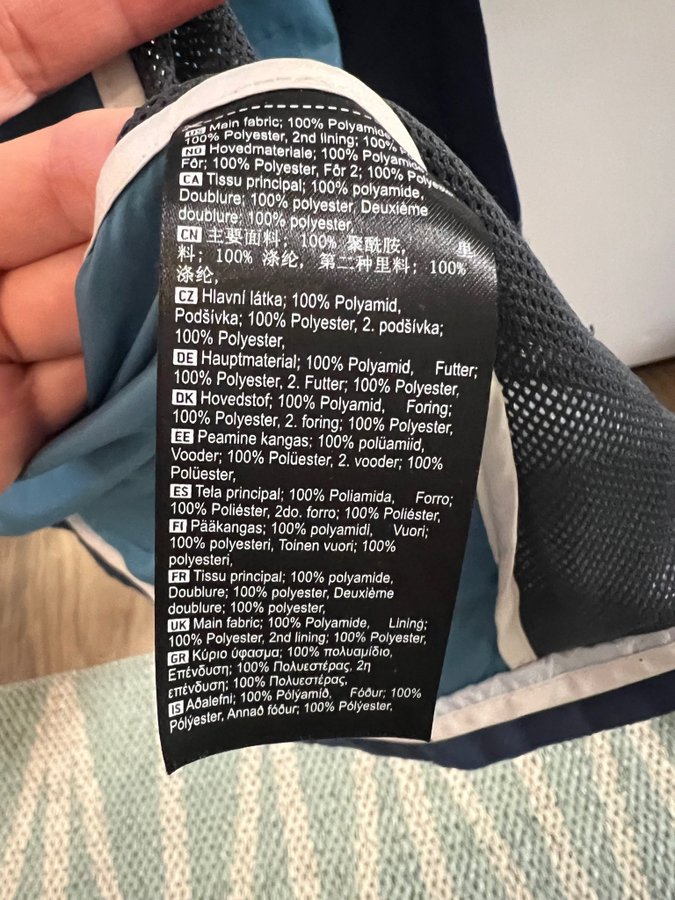 US Main fabric; 100% Polyamide
100% Polyester, 2nd lining; 100%
NO Hovedmateriale; 100% Polyamid
Fôr; 100% Polyester, Fôr 2; 100%
CA Tissu principal; 100% polyamide,
Doublure; 100% polyester, Deuxième
doublure; 100% polyester,
CN 主要面料; 100% 聚酰胺, 里
料; 100% 涤纶, 第二种里料; 100%
涤纶,
CZ Hlavní látka; 100% Polyamid,
Podšívka; 100% Polyester, 2. podšívka;
100% Polyester,
DE Hauptmaterial; 100% Polyamid, Futter;
100% Polyester, 2. Futter; 100% Polyester,
DK Hovedstof; 100% Polyamid, Foring;
100% Polyester, 2. foring; 100% Polyester,
EE Peamine kangas; 100% polüamiid,
Vooder; 100% Polüester, 2. vooder; 100%
Polüester,
ES Tela principal; 100% Poliamida, Forro;
100% Poliéster, 2do. forro; 100% Poliéster,
FI Pääkangas; 100% polyamidi, Vuori;
100% polyesteri, Toinen vuori; 100%
polyesteri,
FR Tissu principal; 100% polyamide,
Doublure; 100% polyester, Deuxième
doublure; 100% polyester,
UK Main fabric; 100% Polyamide, Lining;
100% Polyester, 2nd lining; 100% Polyester,
GR Κύριο ύφασμα; 100% πολυαμίδιο,
Επένδυση; 100% Πολυεστέρας, 2η
επένδυση; 100% Πολυεστέρας,
IS Aðalefni; 100% Pólýamíð, Fóður; 100%
Pólýester, Annað fóður; 100% Pólýester,